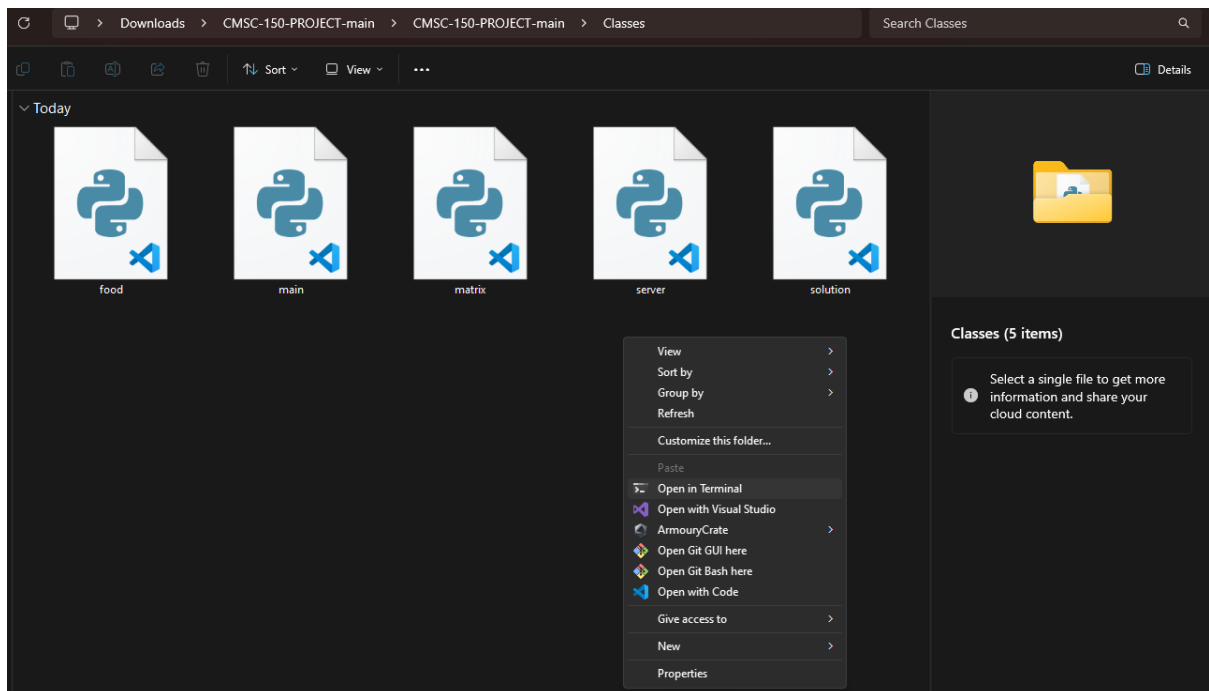 Downloads > CMSC-150-PROJECT-main > CMSC-150-PROJECT-main > Classes
Search Classes
Sort
View
Details
Today
food
main
matrix
server
solution
View
Sort by
Group by
Refresh
Customize this folder...
Paste
Open in Terminal
Open with Visual Studio
ArmouryCrate
Open Git GUI here
Open Git Bash here
Open with Code
Give access to
New
Properties
Classes (5 items)
Select a single file to get more
information and share your
cloud content.